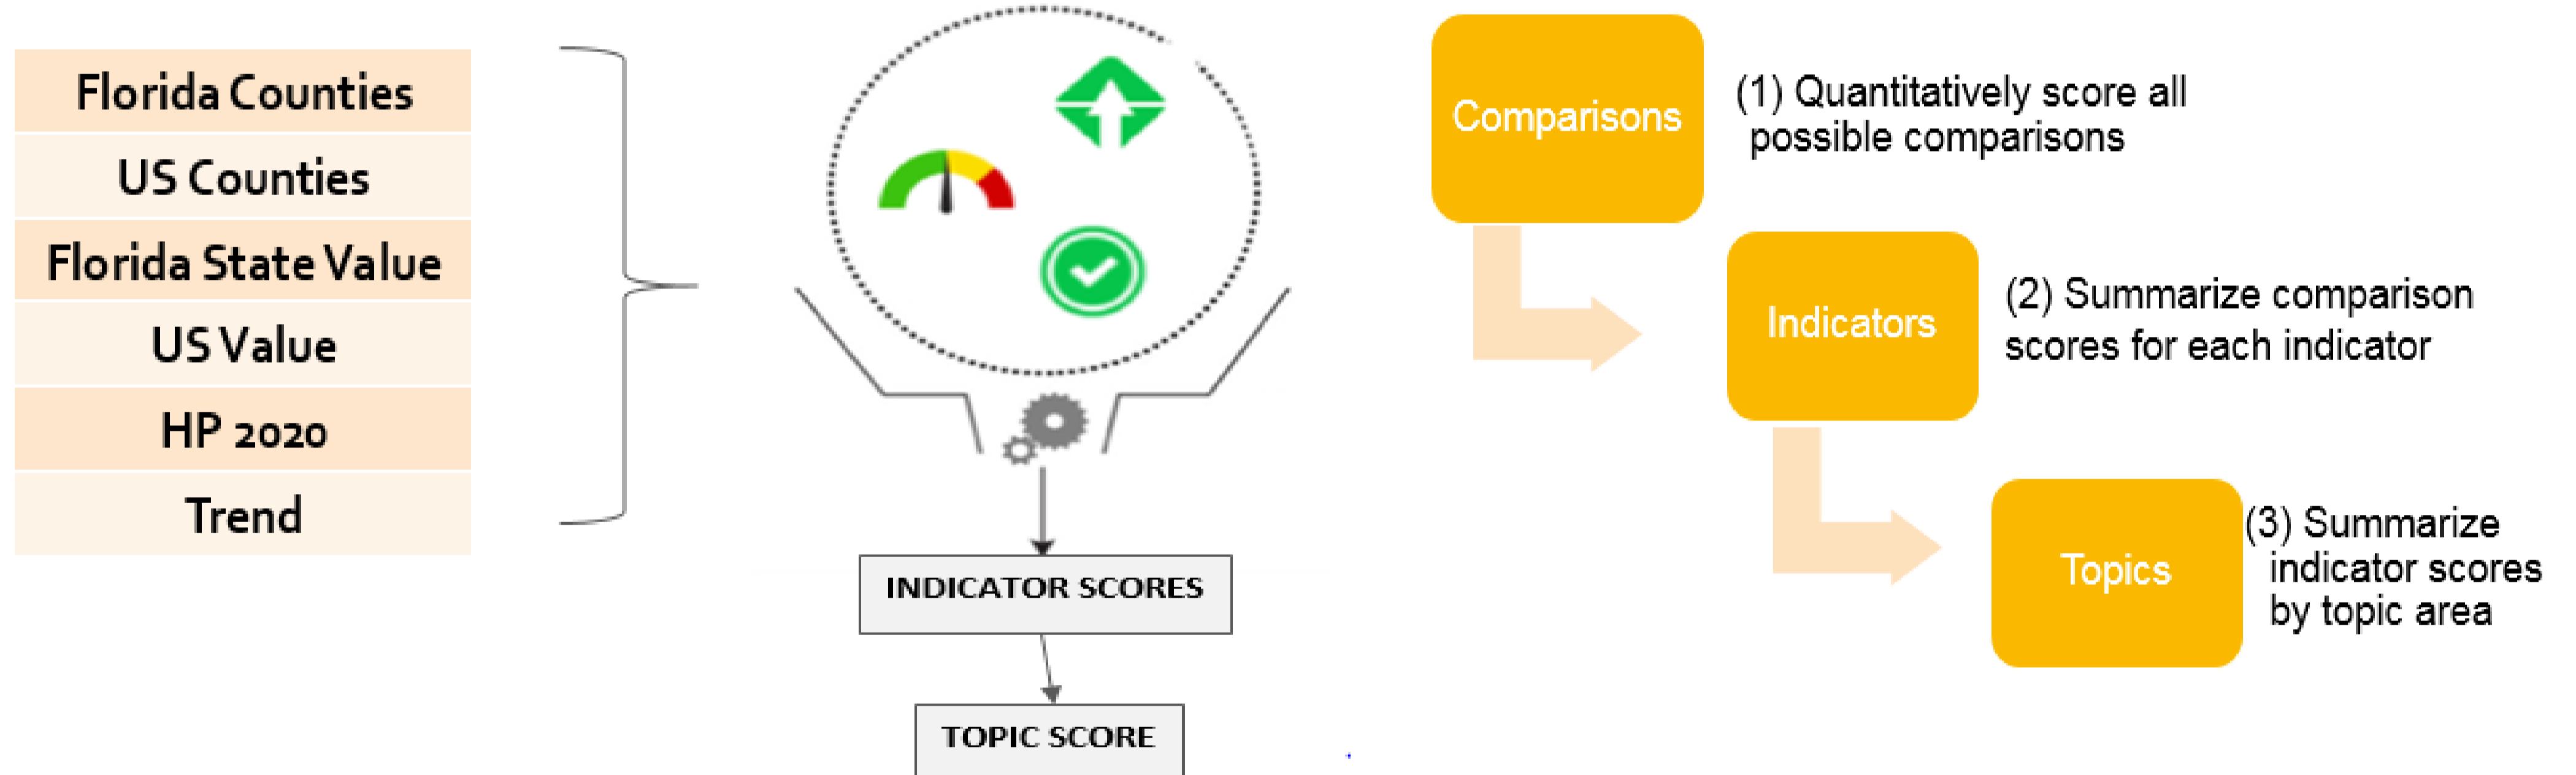 Florida Counties
US Counties
Florida State Value
US Value
HP 2020
Trend
INDICATOR SCORES
TOPIC SCORE
Comparisons
(1) Quantitatively score all
possible comparisons
Indicators
(2) Summarize comparison
scores for each indicator
Topics
(3) Summarize
indicator scores
by topic area